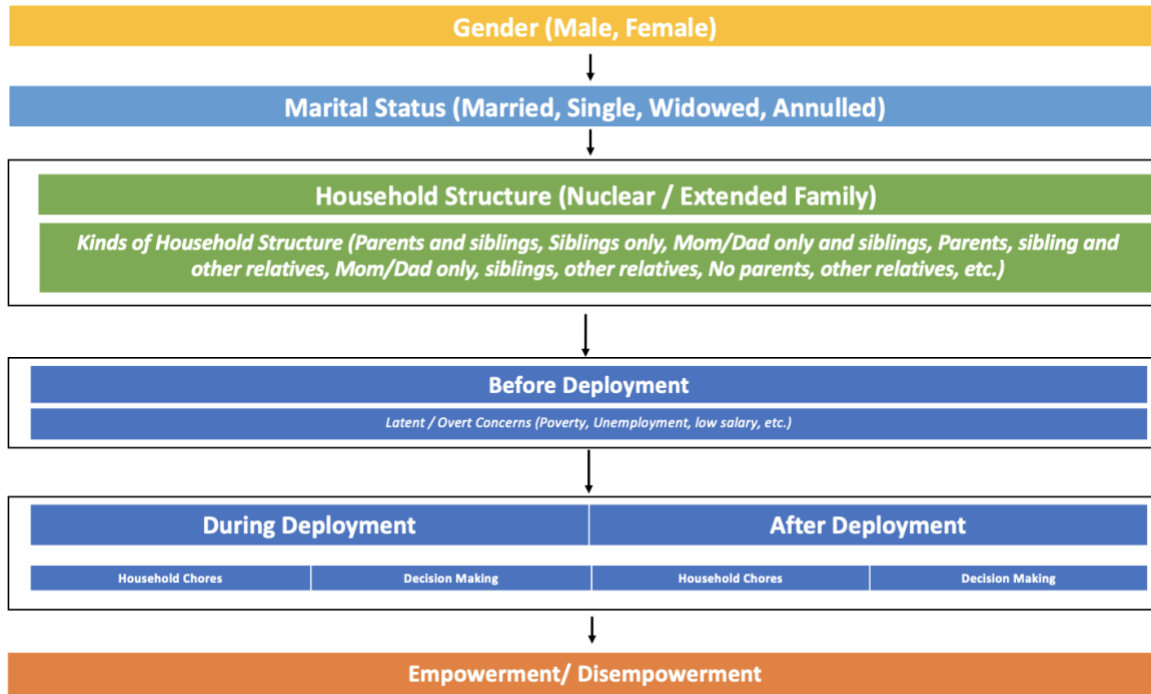 Gender (Male, Female)
Marital Status (Married, Single, Widowed, Annulled)
Household Structure (Nuclear / Extended Family)
Kinds of Household Structure (Parents and siblings, Siblings only, Mom/Dad only and siblings, Parents, sibling and
other relatives, Mom/Dad only, siblings, other relatives, No parents, other relatives, etc.)
Before Deployment
Latent / Overt Concerns (Poverty, Unemployment, low salary, etc.)
During Deployment
After Deployment
Household Chores
Decision Making
Household Chores
Decision Making
Empowerment/ Disempowerment